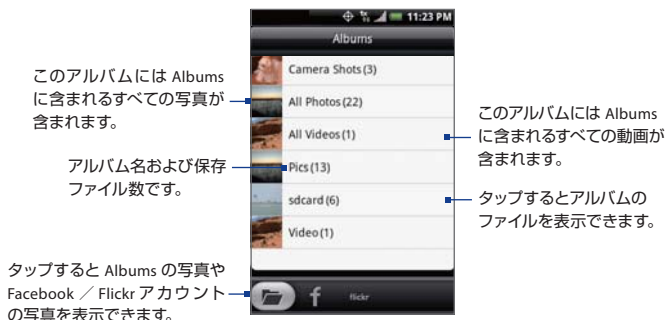 11:23 PM
Albums
Camera Shots (3)
All Photos (22)
All Videos (1)
Pics (13)
sdcard (6)
Video (1)
flickr
このアルバムには Albums
に含まれるすべての写真が
含まれます。
アルバム名および保存
ファイル数です。
タップすると Albums の写真や
Facebook ／ Flickr アカウント
の写真を表示できます。
このアルバムには Albums
に含まれるすべての動画が
含まれます。
タップするとアルバムの
ファイルを表示できます。